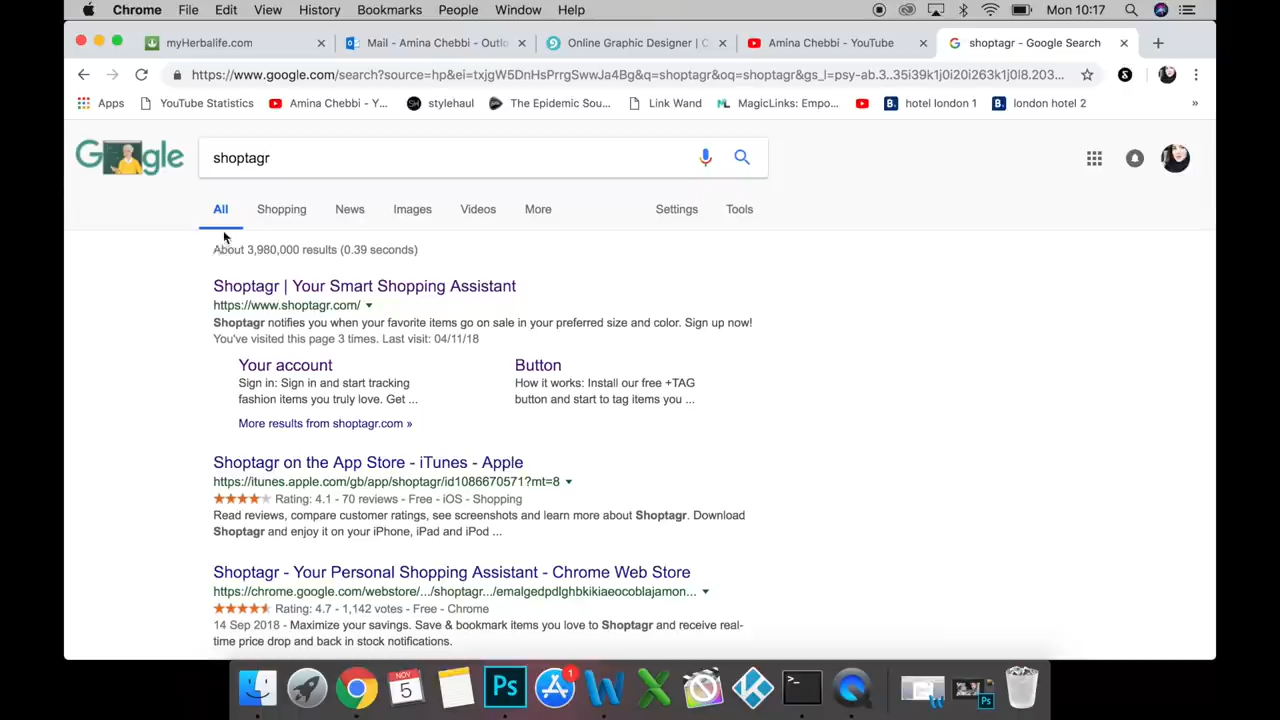 Chrome File Edit View History Bookmarks People Window Help Mon 10:17
myHerbalife.com Mail - Amina Chebbi - Outlo Online Graphic Designer | C Amina Chebbi - YouTube shoptagr - Google Search
https://www.google.com/search?source=hp&ei=txjgW5DnHsPrrgSwwJa4Bg&q=shoptagr&oq=shoptagr&gs_l=psy-ab.3..35i39k1j0i20i263k1j0l8.203...
Apps YouTube Statistics Amina Chebbi - Y... stylehaul The Epidemic Sou... Link Wand MagicLinks: Empo... hotel london 1 london hotel 2 »
Google shoptagr
All Shopping News Images Videos More Settings Tools
About 3,980,000 results (0.39 seconds)
Shoptagr | Your Smart Shopping Assistant
https://www.shoptagr.com/
Shoptagr notifies you when your favorite items go on sale in your preferred size and color. Sign up now!
You've visited this page 3 times. Last visit: 04/11/18
Your account Button
Sign in: Sign in and start tracking How it works: Install our free +TAG
fashion items you truly love. Get ... button and start to tag items you ...
More results from shoptagr.com »
Shoptagr on the App Store - iTunes - Apple
https://itunes.apple.com/gb/app/shoptagr/id1086670571?mt=8
Rating: 4.1 - 70 reviews - Free - iOS - Shopping
Read reviews, compare customer ratings, see screenshots and learn more about Shoptagr. Download
Shoptagr and enjoy it on your iPhone, iPad and iPod ...
Shoptagr - Your Personal Shopping Assistant - Chrome Web Store
https://chrome.google.com/webstore/.../shoptagr.../emalgedpdlghbkikiaeocoblajamon...
Rating: 4.7 - 1,142 votes - Free - Chrome
14 Sep 2018 - Maximize your savings. Save & bookmark items you love to Shoptagr and receive real-
time price drop and back in stock notifications.
NOV
5
Ps
1